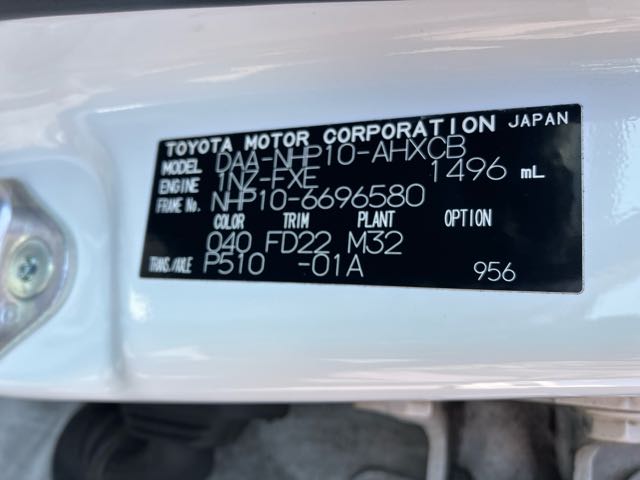 TOYOTA MOTOR CORPORATION JAPAN
MODEL DAA-NHP10-AHXCB
ENGINE 1NZ-FXE 1496 mL
FRAME No. NHP10-6696580
COLOR TRIM PLANT OPTION
040 FD22 M32
TRANS./AXLE P510 -01A 956